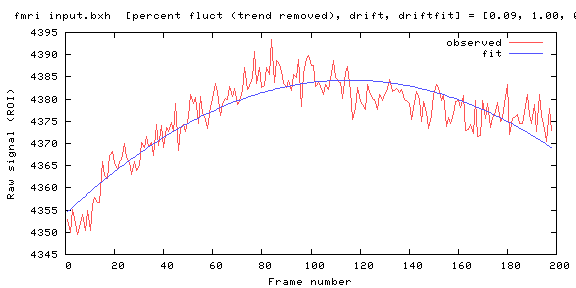 fmri input.bxh [percent fluct (trend removed), drift, driftfit] = [0.09, 1.00, 0
4395
4390
4385
4380
4375
4370
4365
4360
4355
4350
4345
Raw signal (ROI)
observed
fit
0 20 40 60 80 100 120 140 160 180 200
Frame number